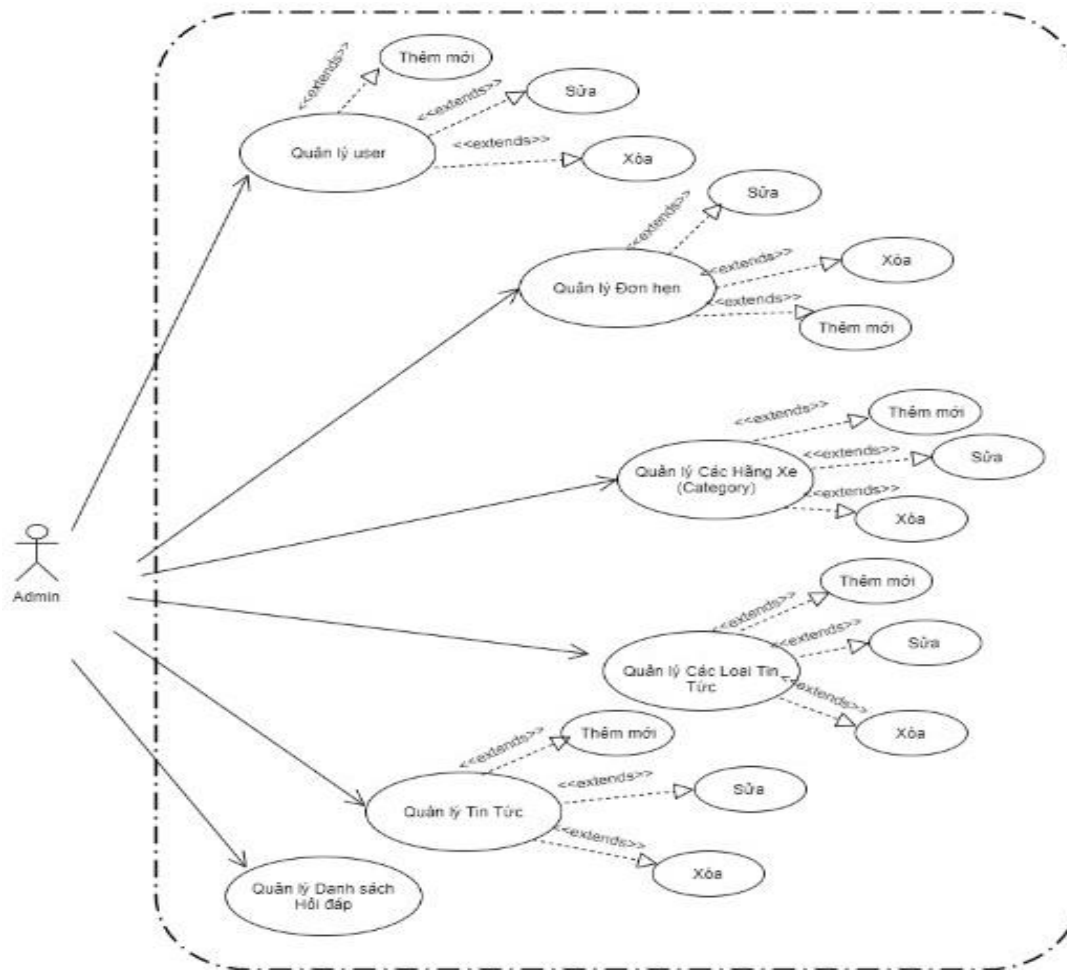 <<extends>>
Thêm mới
<<extends>>
Sửa
<<extends>>
Xóa
Quản lý user
<<extends>>
Sửa
<<extends>>
Xóa
Quản lý Đơn hẹn
<<extends>>
Thêm mới
<<extends>>
Thêm mới
<<extends>>
Sửa
Quản lý Các Hãng Xe
(Category)
<<extends>>
Xóa
Admin
<<extends>>
Thêm mới
<<extends>>
Sửa
Quản lý Các Loại Tin
Tức
<<extends>>
Xóa
<<extends>>
Thêm mới
<<extends>>
Sửa
Quản lý Tin Tức
<<extends>>
Xóa
Quản lý Danh sách
Hỏi đáp